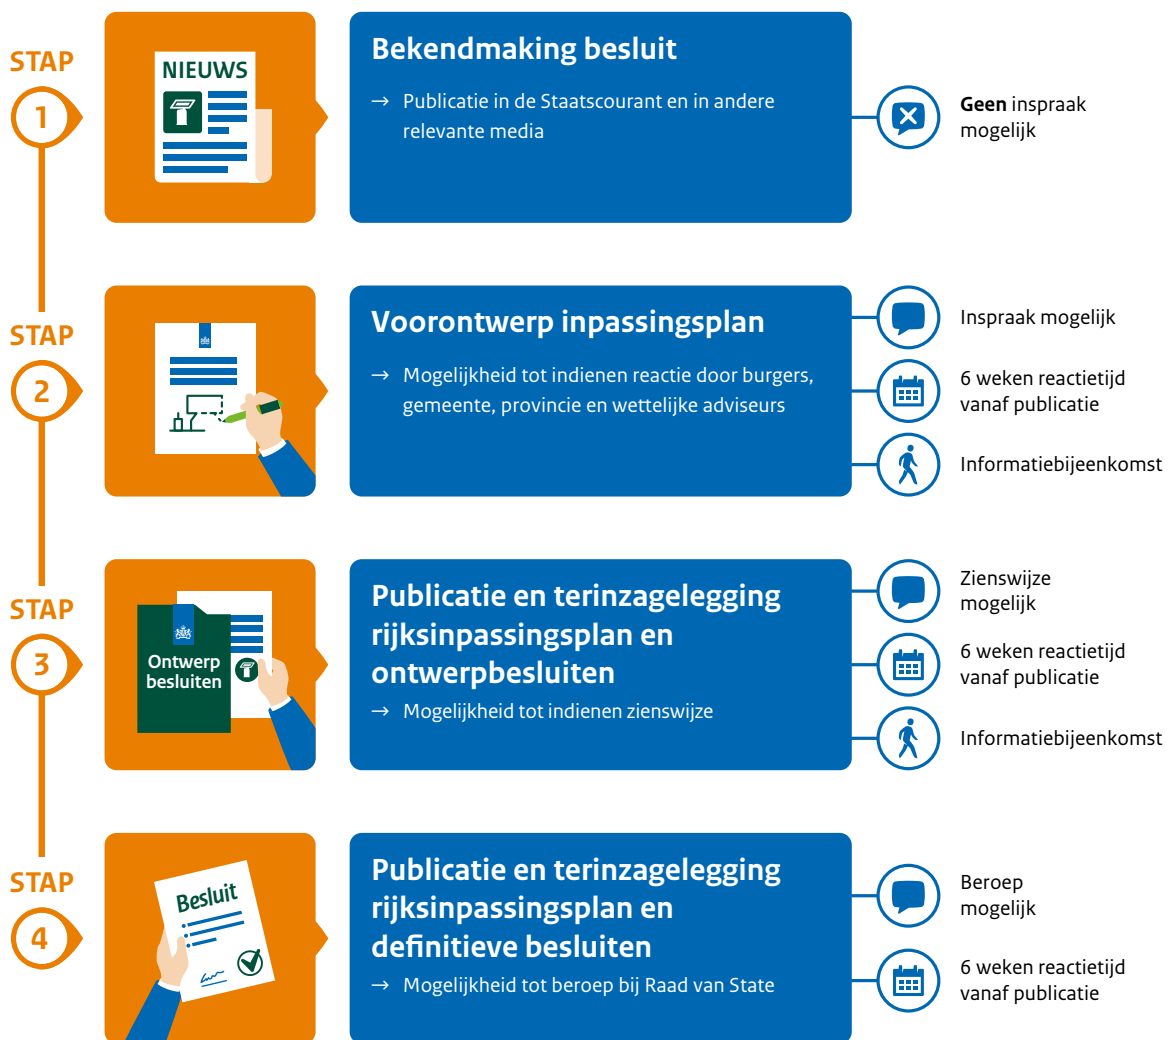 STAP
1
NIEUWS
Bekendmaking besluit
→ Publicatie in de Staatscourant en in andere
relevante media
Geen inspraak
mogelijk
STAP
2
Voorontwerp inpassingsplan
→ Mogelijkheid tot indienen reactie door burgers,
gemeente, provincie en wettelijke adviseurs
Inspraak mogelijk
6 weken reactietijd
vanaf publicatie
Informatiebijeenkomst
STAP
3
Ontwerp
besluiten
Publicatie en terinzagelegging
rijksinpassingsplan en
ontwerpbesluiten
→ Mogelijkheid tot indienen zienswijze
Zienswijze
mogelijk
6 weken reactietijd
vanaf publicatie
Informatiebijeenkomst
STAP
4
Besluit
Publicatie en terinzagelegging
rijksinpassingsplan en
definitieve besluiten
→ Mogelijkheid tot beroep bij Raad van State
Beroep
mogelijk
6 weken reactietijd
vanaf publicatie